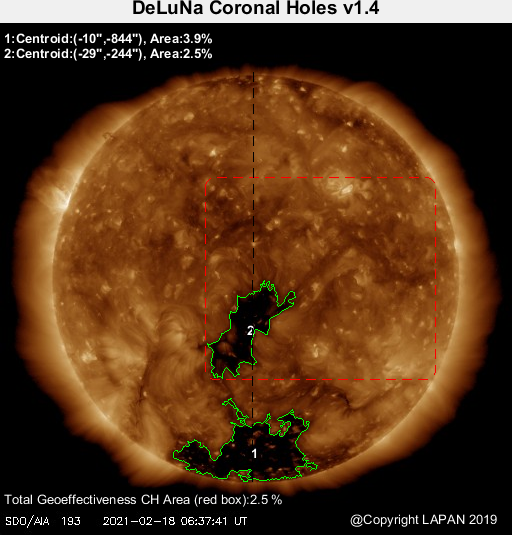 DeLuNa Coronal Holes v1.4
1:Centroid:(-10",-844"), Area:3.9%
2:Centroid:(-29",-244"), Area:2.5%
2
1
Total Geoeffectiveness CH Area (red box):2.5 %
SDO/AIA 193 2021-02-18 06:37:41 UT
@Copyright LAPAN 2019